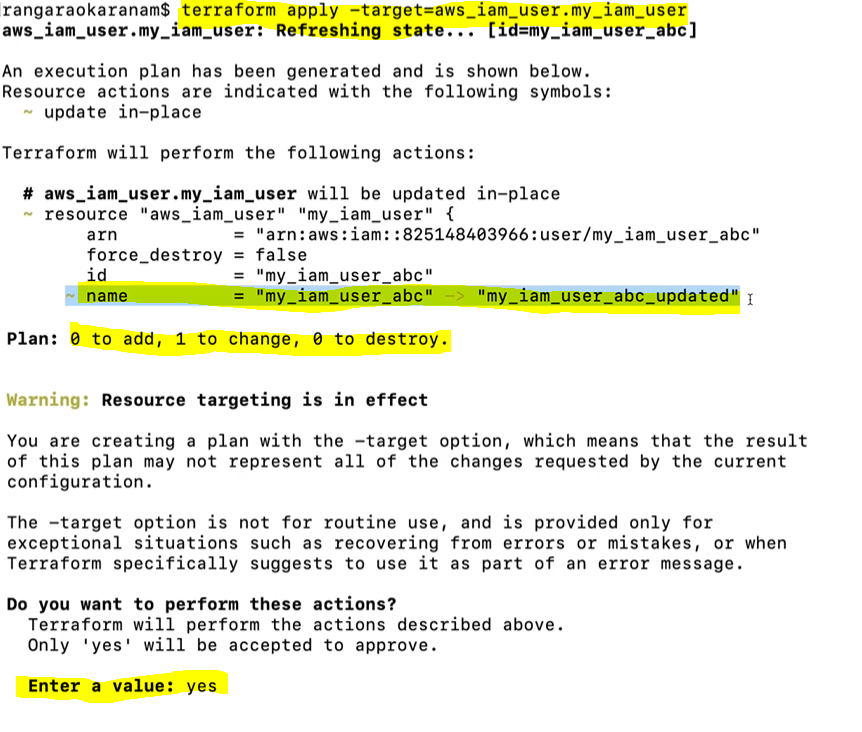 rangaraokaranam$ terraform apply -target=aws_iam_user.my_iam_user
aws_iam_user.my_iam_user: Refreshing state... [id=my_iam_user_abc]
An execution plan has been generated and is shown below.
Resource actions are indicated with the following symbols:
~ update in-place
Terraform will perform the following actions:
# aws_iam_user.my_iam_user will be updated in-place
~ resource "aws_iam_user" "my_iam_user" {
arn = "arn:aws:iam::825148403966:user/my_iam_user_abc"
force_destroy = false
id = "my_iam_user_abc"
~ name = "my_iam_user_abc" -> "my_iam_user_abc_updated"
Plan: 0 to add, 1 to change, 0 to destroy.
Warning: Resource targeting is in effect
You are creating a plan with the -target option, which means that the result
of this plan may not represent all of the changes requested by the current
configuration.
The -target option is not for routine use, and is provided only for
exceptional situations such as recovering from errors or mistakes, or when
Terraform specifically suggests to use it as part of an error message.
Do you want to perform these actions?
Terraform will perform the actions described above.
Only 'yes' will be accepted to approve.
Enter a value: yes